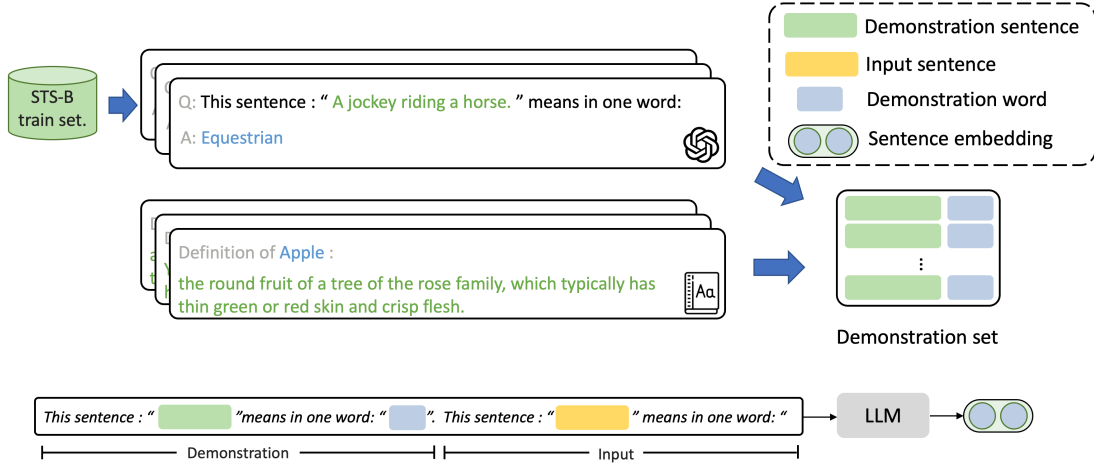 Demonstration sentence
Input sentence
Demonstration word
Sentence embedding
STS-B
train set.
Q: This sentence : “ A jockey riding a horse. ” means in one word:
A: Equestrian
Definition of Apple :
the round fruit of a tree of the rose family, which typically has
thin green or red skin and crisp flesh.
Aa
Demonstration set
This sentence : “ ”means in one word: “ ”. This sentence : “ ” means in one word: “
LLM
Demonstration
Input